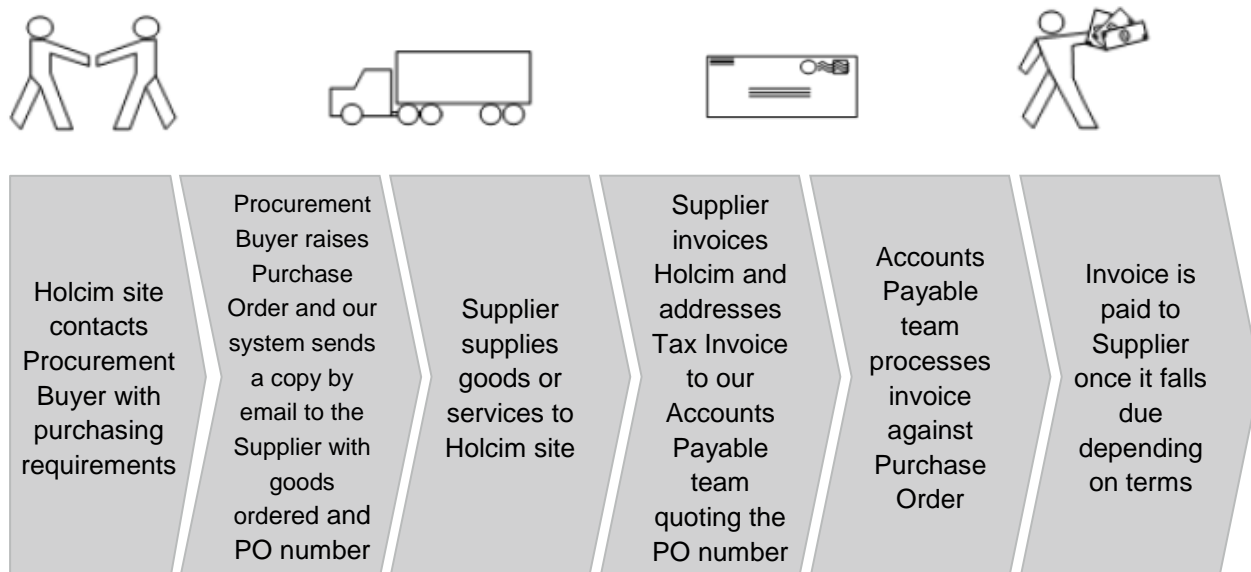 Holcim site
contacts
Procurement
Buyer with
purchasing
requirements
Procurement
Buyer raises
Purchase
Order and our
system sends
a copy by
email to the
Supplier with
goods
ordered and
PO number
Supplier
supplies
goods or
services to
Holcim site
Supplier
invoices
Holcim and
addresses
Tax Invoice
to our
Accounts
Payable
team
quoting the
PO number
Accounts
Payable
team
processes
invoice
against
Purchase
Order
Invoice is
paid to
Supplier
once it falls
due
depending
on terms